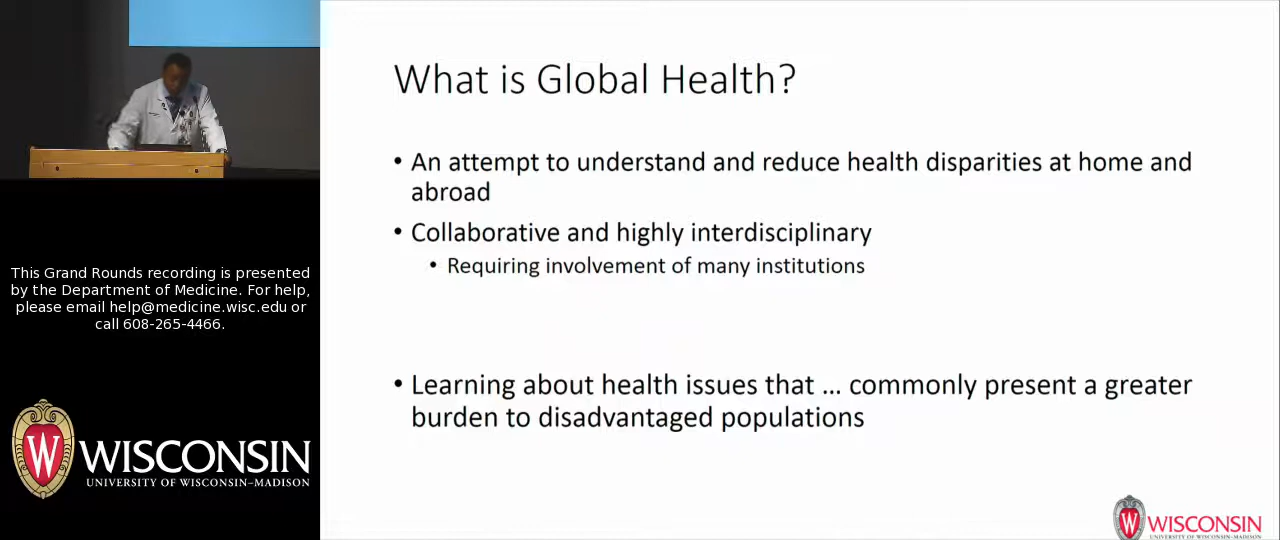 What is Global Health?
• An attempt to understand and reduce health disparities at home and
abroad
• Collaborative and highly interdisciplinary
• Requiring involvement of many institutions
• Learning about health issues that ... commonly present a greater
burden to disadvantaged populations
This Grand Rounds recording is presented
by the Department of Medicine. For help,
please email help@medicine.wisc.edu or
call 608-265-4466.
W
WISCONSIN
UNIVERSITY OF WISCONSIN–MADISON
W
WISCONSIN
UNIVERSITY OF WISCONSIN–MADISON